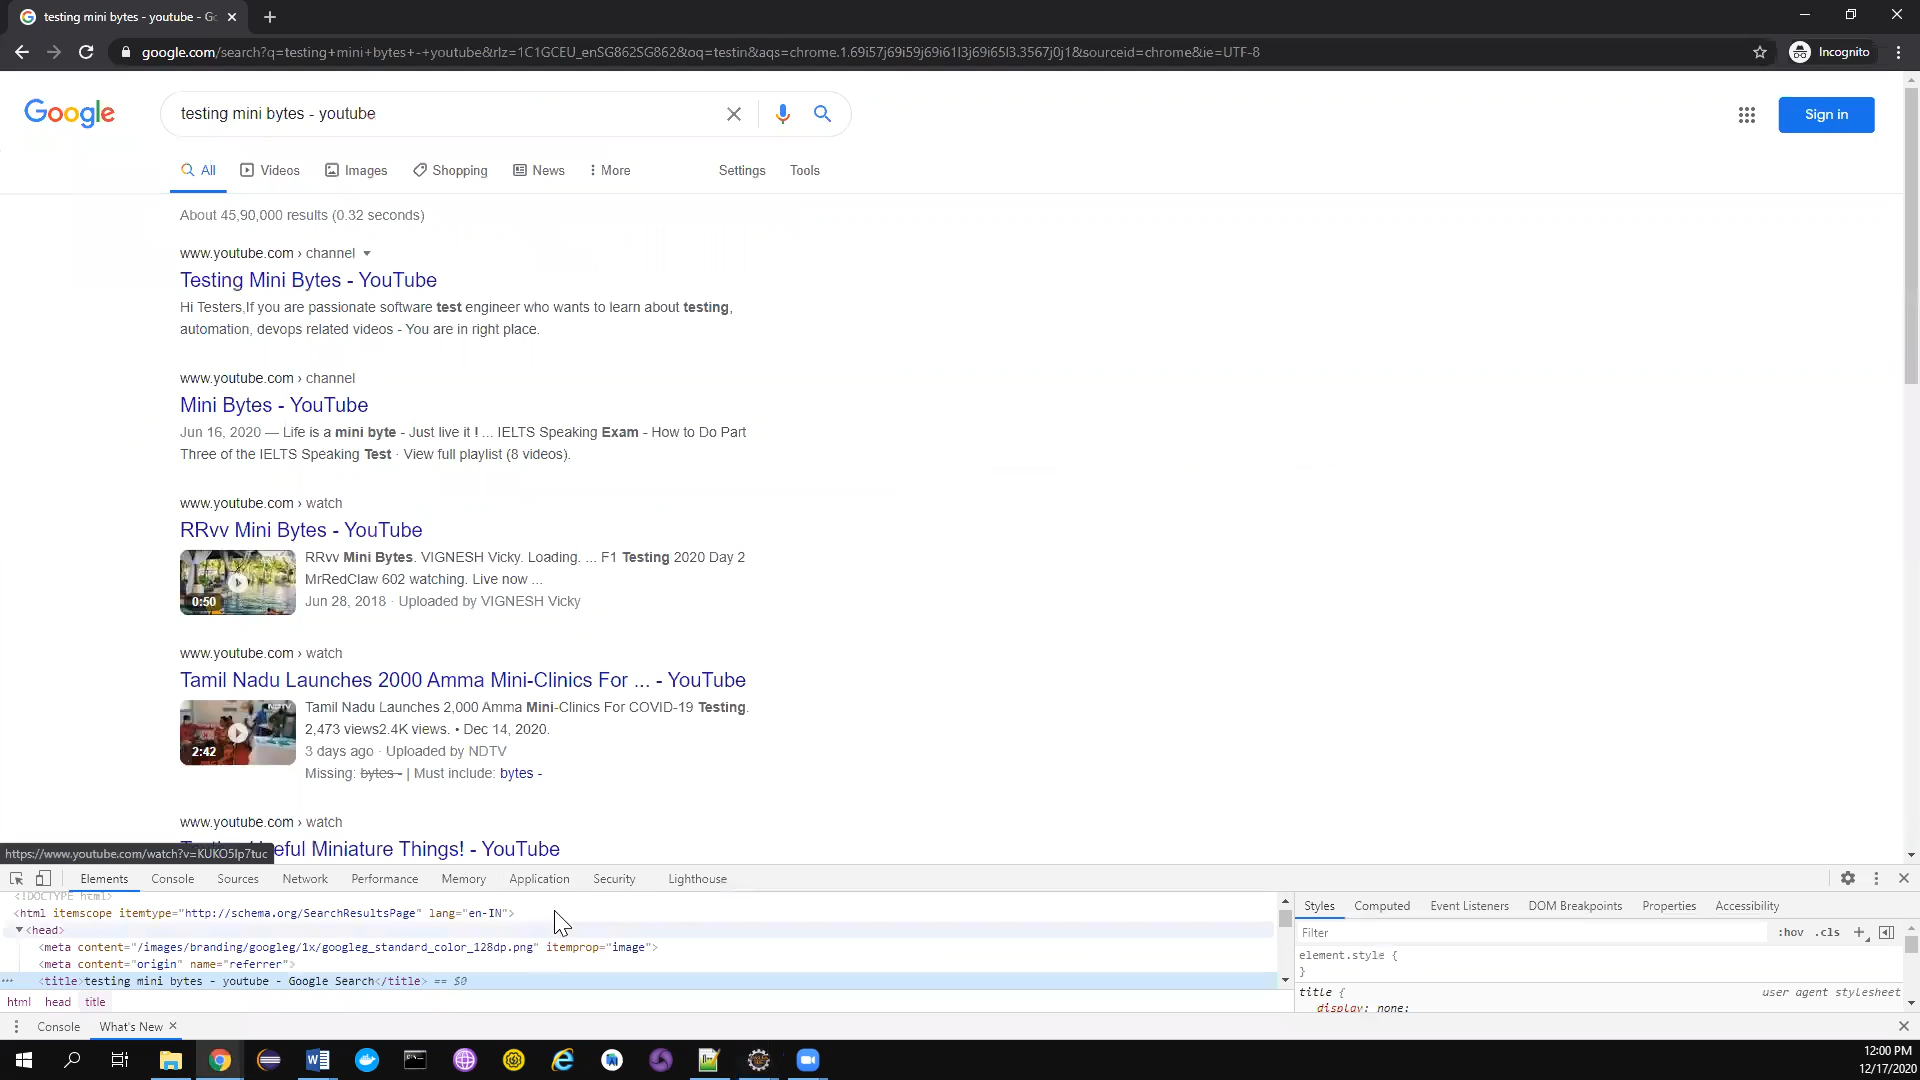 testing mini bytes - youtube - Gc
google.com/search?q=testing+mini+bytes+-+youtube&rlz=1C1GCEU_enSG862SG862&oq=testin&aqs=chrome.1.69i57j69i59j69i61l3j69i65l3.3567j0j1&sourceid=chrome&ie=UTF-8
Incognito
Google
testing mini bytes - youtube
Sign in
All Videos Images Shopping News More Settings Tools
About 45,90,000 results (0.32 seconds)
www.youtube.com › channel
Testing Mini Bytes - YouTube
Hi Testers,If you are passionate software test engineer who wants to learn about testing,
automation, devops related videos - You are in right place.
www.youtube.com › channel
Mini Bytes - YouTube
Jun 16, 2020 — Life is a mini byte - Just live it ! ... IELTS Speaking Exam - How to Do Part
Three of the IELTS Speaking Test · View full playlist (8 videos).
www.youtube.com › watch
RRvv Mini Bytes - YouTube
RRvv Mini Bytes. VIGNESH Vicky. Loading. ... F1 Testing 2020 Day 2
MrRedClaw 602 watching. Live now ...
0:50
Jun 28, 2018 · Uploaded by VIGNESH Vicky
www.youtube.com › watch
Tamil Nadu Launches 2000 Amma Mini-Clinics For ... - YouTube
NDTV
Tamil Nadu Launches 2,000 Amma Mini-Clinics For COVID-19 Testing.
2,473 views2.4K views. • Dec 14, 2020.
2:42
3 days ago · Uploaded by NDTV
Missing: bytes - | Must include: bytes -
www.youtube.com › watch
Miniature Things! - YouTube
https://www.youtube.com/watch?v=KUKO5Ip7tuc
Elements Console Sources Network Performance Memory Application Security Lighthouse
<!DOCTYPE html>
<html itemscope itemtype="http://schema.org/SearchResultsPage" lang="en-IN">
<head>
<meta content="/images/branding/googleg/1x/googleg_standard_color_128dp.png" itemprop="image">
<meta content="origin" name="referrer">
<title>testing mini bytes - youtube - Google Search</title> == $0
html head title
Styles Computed Event Listeners DOM Breakpoints Properties Accessibility
Filter :hov .cls +
element.style {
}
title { user agent stylesheet
display: none;
Console What's New
12:00 PM
12/17/2020